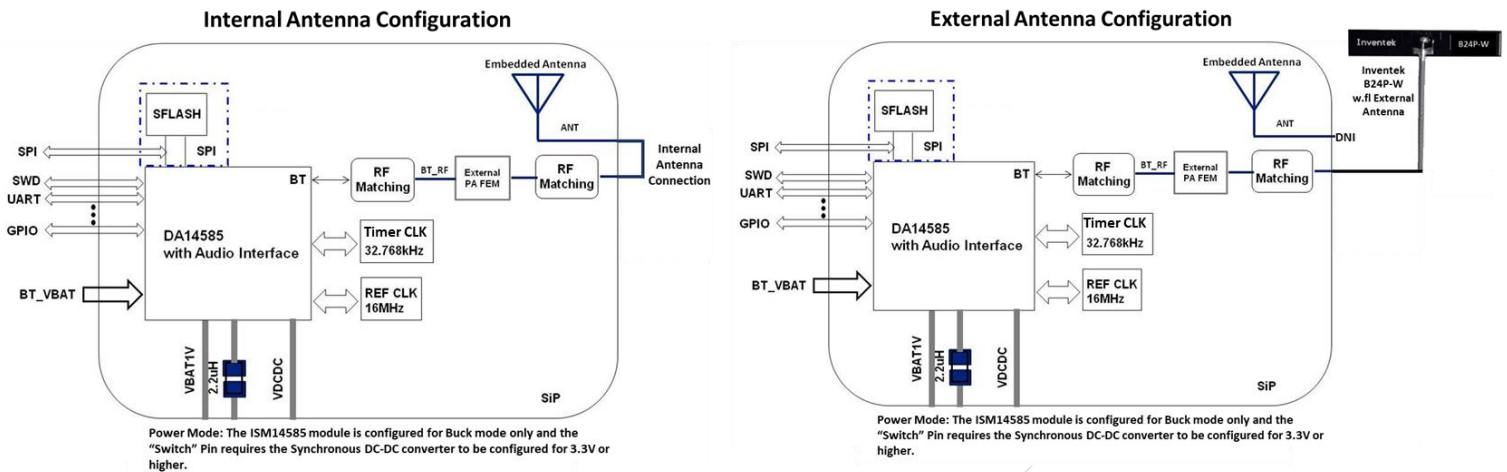 Internal Antenna Configuration
Embedded Antenna
SFLASH
ANT
SPI
SPI
Internal
Antenna
Connection
RF
Matching
BT_RF
External
PA FEM
RF
Matching
BT
SWD
UART
GPIO
DA14585
with Audio Interface
Timer CLK
32.768kHz
BT_VBAT
REF CLK
16MHz
VBAT1V
2.2uH
VDCDC
SiP
Power Mode: The ISM14585 module is configured for Buck mode only and the
“Switch” Pin requires the Synchronous DC-DC converter to be configured for 3.3V or
higher.
External Antenna Configuration
Inventek
B24P-W
Embedded Antenna
Inventek
B24P-W
w.fl External
Antenna
SFLASH
ANT
DNI
SPI
SPI
RF
Matching
BT_RF
External
PA FEM
RF
Matching
BT
SWD
UART
GPIO
DA14585
with Audio Interface
Timer CLK
32.768kHz
BT_VBAT
REF CLK
16MHz
VBAT1V
2.2uH
VDCDC
SiP
Power Mode: The ISM14585 module is configured for Buck mode only and the
“Switch” Pin requires the Synchronous DC-DC converter to be configured for 3.3V or
higher.